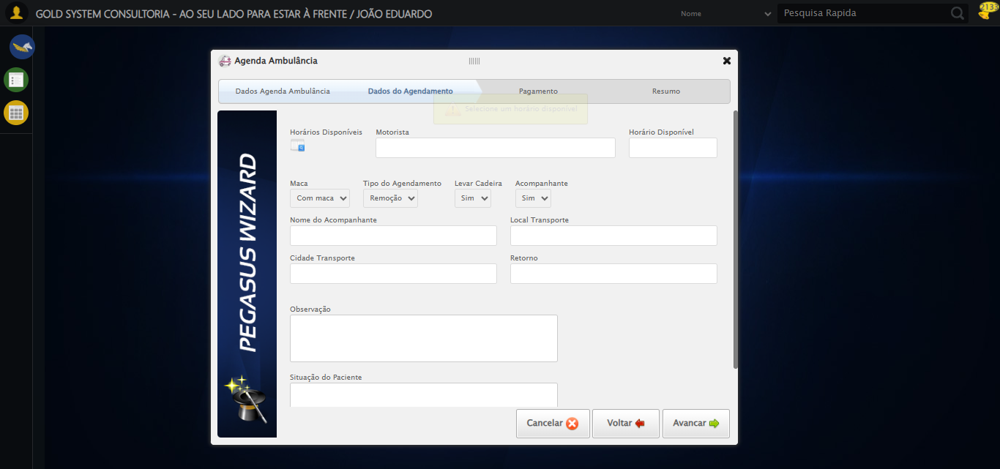 GOLD SYSTEM CONSULTORIA - AO SEU LADO PARA ESTAR À FRENTE / JOÃO EDUARDO
Nome
Pesquisa Rapida
2133
Agenda Ambulância
Dados Agenda Ambulância
Dados do Agendamento
Pagamento
Resumo
Selecione um horário disponível
PEGASUS WIZARD
Horários Disponíveis
Motorista
Horário Disponível
Maca
Tipo do Agendamento
Levar Cadeira
Acompanhante
Com maca
Remoção
Sim
Sim
Nome do Acompanhante
Local Transporte
Cidade Transporte
Retorno
Observação
Situação do Paciente
Cancelar
Voltar
Avancar